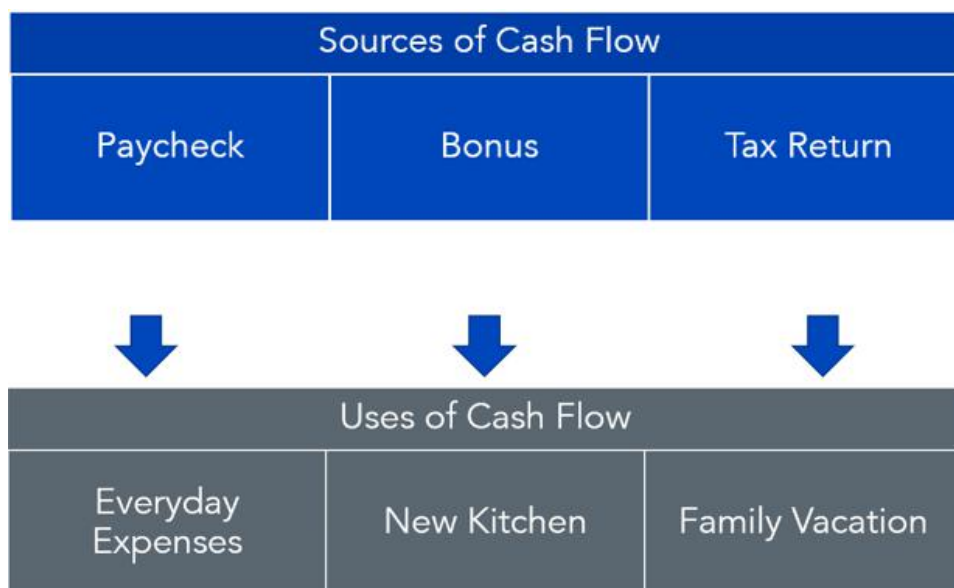 Sources of Cash Flow
Paycheck
Bonus
Tax Return
Uses of Cash Flow
Everyday
Expenses
New Kitchen
Family Vacation